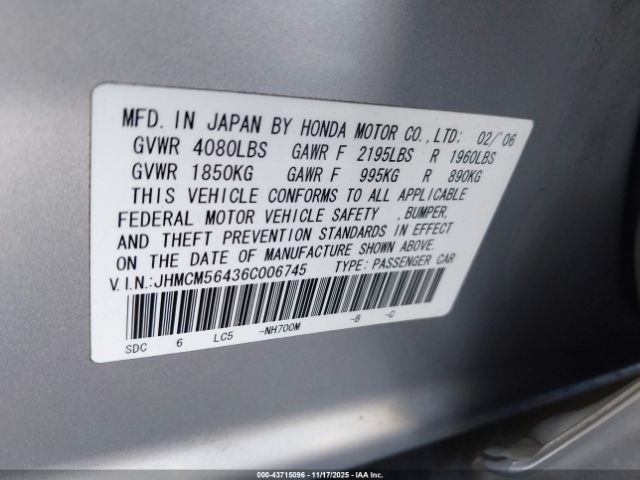 MFD. IN JAPAN BY HONDA MOTOR CO.,LTD: 02/'06
GVWR 4080LBS GAWR F 2195LBS R 1960LBS
GVWR 1850KG GAWR F 995KG R 890KG
THIS VEHICLE CONFORMS TO ALL APPLICABLE
FEDERAL MOTOR VEHICLE SAFETY ,BUMPER,
AND THEFT PREVENTION STANDARDS IN EFFECT
ON THE DATE OF MANUFACTURE SHOWN ABOVE.
V.I.N.:JHMCM56436C006745 TYPE: PASSENGER CAR
SDC 6 LC5 -NH700M -B -C
000-43715096 - 11/17/2025 - IAAI, Inc.